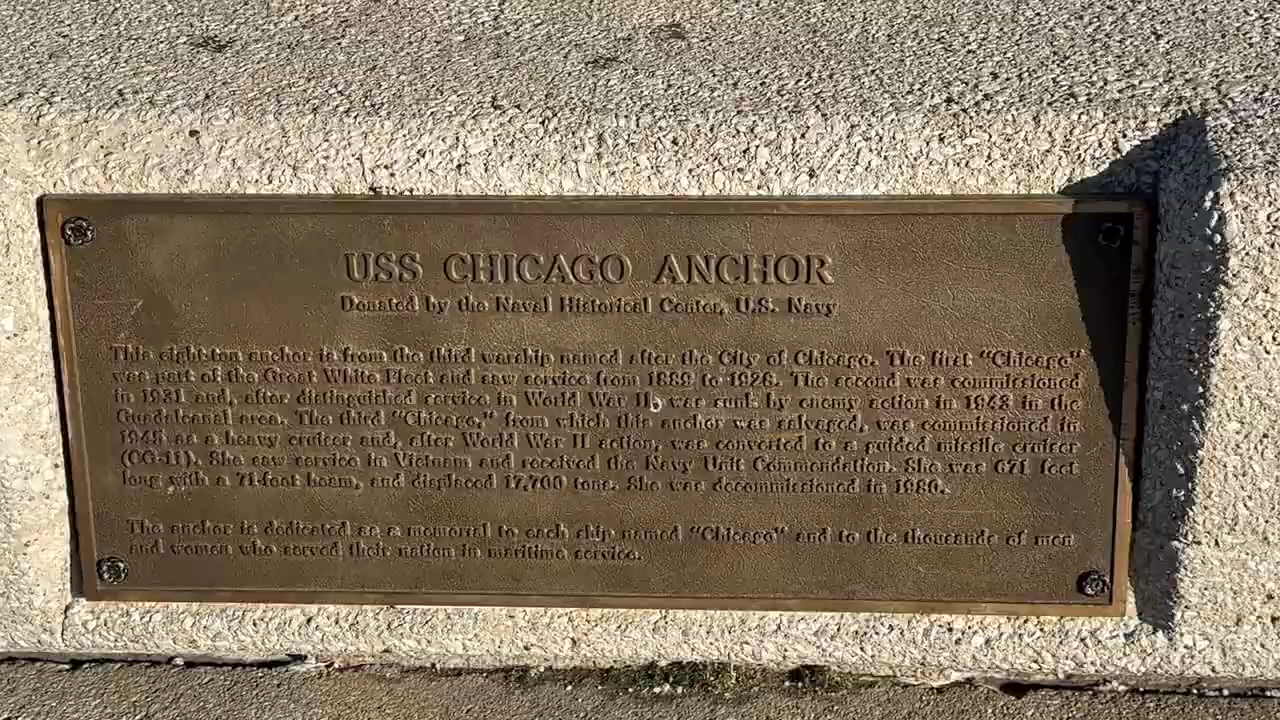 USS CHICAGO ANCHOR
Donated by the Naval Historical Center, U.S. Navy
This eight-ton anchor is from the third warship named after the City of Chicago. The first "Chicago"
was part of the Great White Fleet and saw service from 1889 to 1926. The second was commissioned
in 1931 and, after distinguished service in World War II, was sunk by enemy action in 1943 in the
Guadalcanal area. The third "Chicago," from which this anchor was salvaged, was commissioned in
1945 as a heavy cruiser and, after World War II action, was converted to a guided missile cruiser
(CG-11). She saw service in Vietnam and received the Navy Unit Commendation. She was 671 feet
long with a 71-foot beam, and displaced 17,700 tons. She was decommissioned in 1980.
The anchor is dedicated as a memorial to each ship named "Chicago" and to the thousands of men
and women who served their nation in maritime service.